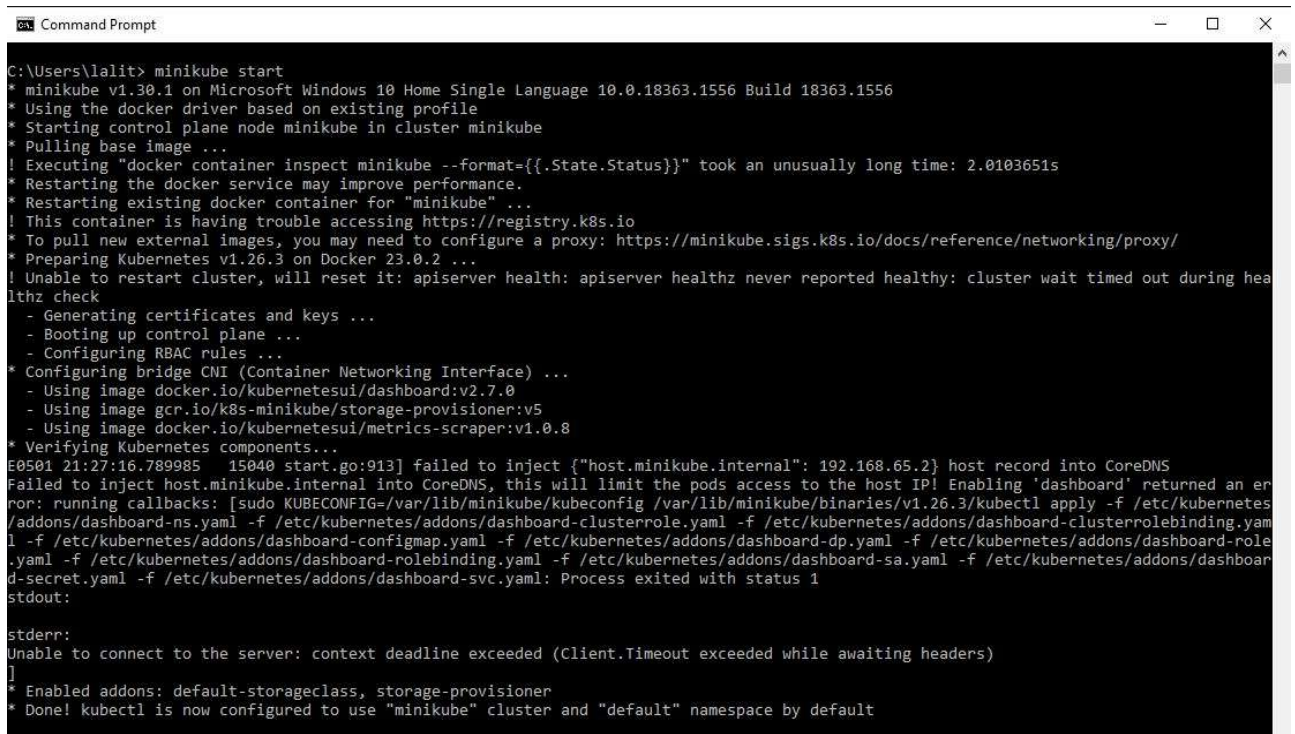 Command Prompt
C:\Users\lalit> minikube start
* minikube v1.30.1 on Microsoft Windows 10 Home Single Language 10.0.18363.1556 Build 18363.1556
* Using the docker driver based on existing profile
* Starting control plane node minikube in cluster minikube
* Pulling base image ...
! Executing "docker container inspect minikube --format={{.State.Status}}" took an unusually long time: 2.0103651s
* Restarting the docker service may improve performance.
* Restarting existing docker container for "minikube" ...
! This container is having trouble accessing https://registry.k8s.io
* To pull new external images, you may need to configure a proxy: https://minikube.sigs.k8s.io/docs/reference/networking/proxy/
* Preparing Kubernetes v1.26.3 on Docker 23.0.2 ...
! Unable to restart cluster, will reset it: apiserver health: apiserver healthz never reported healthy: cluster wait timed out during hea
lthz check
  - Generating certificates and keys ...
  - Booting up control plane ...
  - Configuring RBAC rules ...
* Configuring bridge CNI (Container Networking Interface) ...
  - Using image docker.io/kubernetesui/dashboard:v2.7.0
  - Using image gcr.io/k8s-minikube/storage-provisioner:v5
  - Using image docker.io/kubernetesui/metrics-scraper:v1.0.8
* Verifying Kubernetes components...
E0501 21:27:16.789985   15040 start.go:913] failed to inject {"host.minikube.internal": 192.168.65.2} host record into CoreDNS
Failed to inject host.minikube.internal into CoreDNS, this will limit the pods access to the host IP! Enabling 'dashboard' returned an er
ror: running callbacks: [sudo KUBECONFIG=/var/lib/minikube/kubeconfig /var/lib/minikube/binaries/v1.26.3/kubectl apply -f /etc/kubernetes
/addons/dashboard-ns.yaml -f /etc/kubernetes/addons/dashboard-clusterrole.yaml -f /etc/kubernetes/addons/dashboard-clusterrolebinding.yam
l -f /etc/kubernetes/addons/dashboard-configmap.yaml -f /etc/kubernetes/addons/dashboard-dp.yaml -f /etc/kubernetes/addons/dashboard-role
.yaml -f /etc/kubernetes/addons/dashboard-rolebinding.yaml -f /etc/kubernetes/addons/dashboard-sa.yaml -f /etc/kubernetes/addons/dashboar
d-secret.yaml -f /etc/kubernetes/addons/dashboard-svc.yaml: Process exited with status 1
stdout:
stderr:
Unable to connect to the server: context deadline exceeded (Client.Timeout exceeded while awaiting headers)
]
* Enabled addons: default-storageclass, storage-provisioner
* Done! kubectl is now configured to use "minikube" cluster and "default" namespace by default